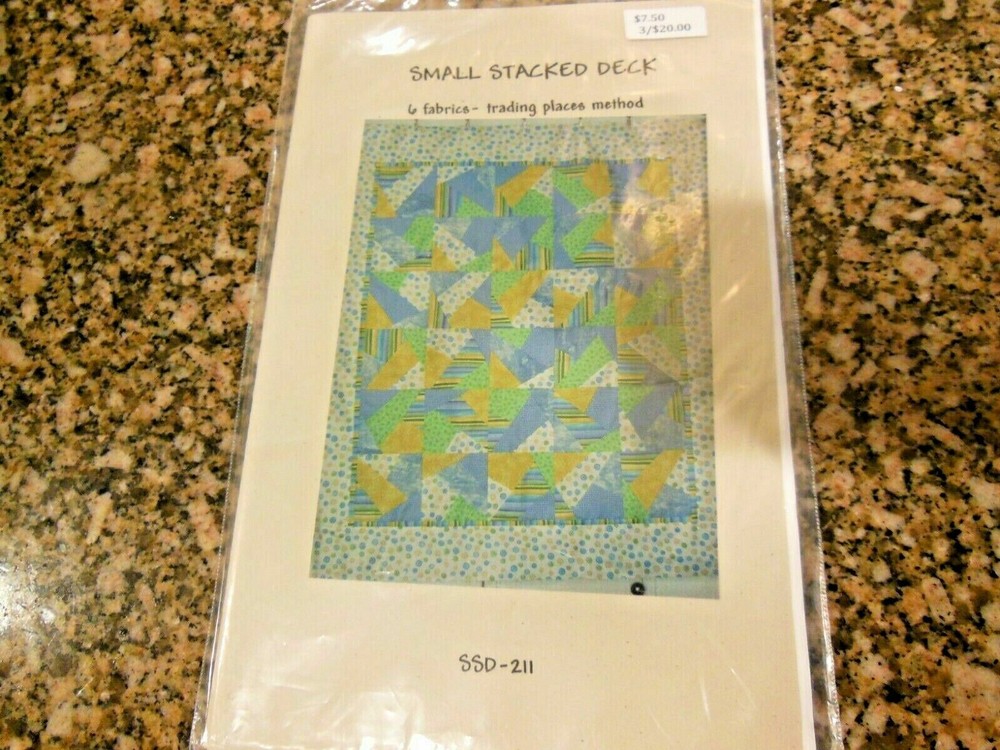 $7.50
3/$20.00
SMALL STACKED DECK
6 fabrics- trading places method
SSD-211